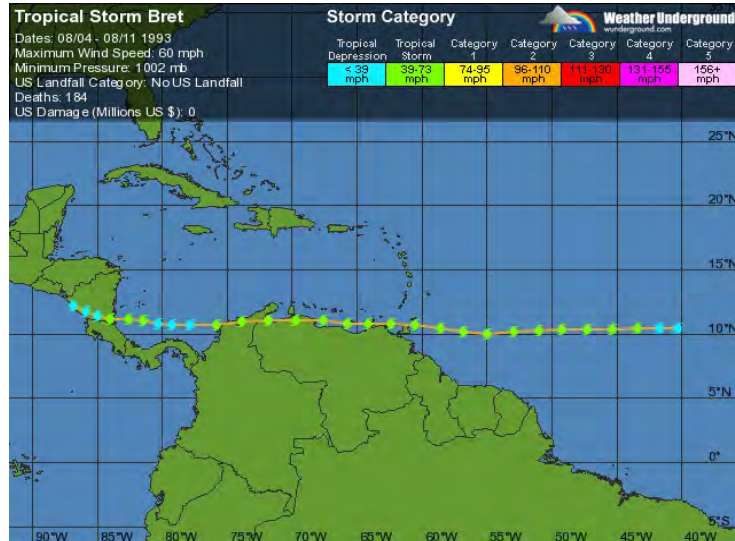 Tropical Storm Bret
Dates: 08/04 - 08/11 1993
Maximum Wind Speed: 60 mph
Minimum Pressure: 1002 mb
US Landfall Category: No US Landfall
Deaths: 184
US Damage (Millions US $): 0
Storm Category
Weather Underground
wunderground.com
Tropical Depression
< 39 mph
Tropical Storm
39-73 mph
Category 1
74-95 mph
Category 2
96-110 mph
Category 3
111-130 mph
Category 4
131-155 mph
Category 5
156+ mph
25°N
20°N
15°N
10°N
5°N
0°
5°S
90°W 85°W 80°W 75°W 70°W 65°W 60°W 55°W 50°W 45°W 40°W